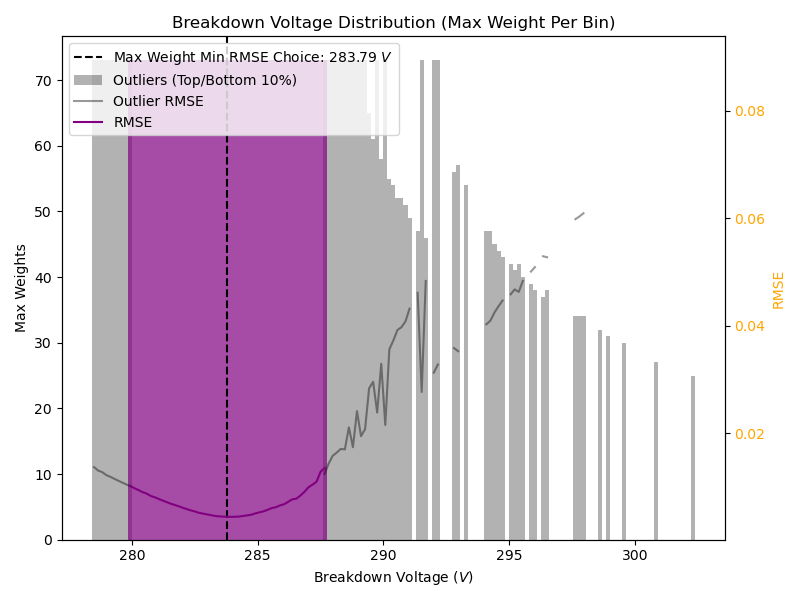 Breakdown Voltage Distribution (Max Weight Per Bin)
Max Weight Min RMSE Choice: 283.79 V
Outliers (Top/Bottom 10%)
Outlier RMSE
RMSE
70
60
50
40
30
20
10
0
Max Weights
0.08
0.06
0.04
0.02
RMSE
280
285
290
295
300
Breakdown Voltage (V)